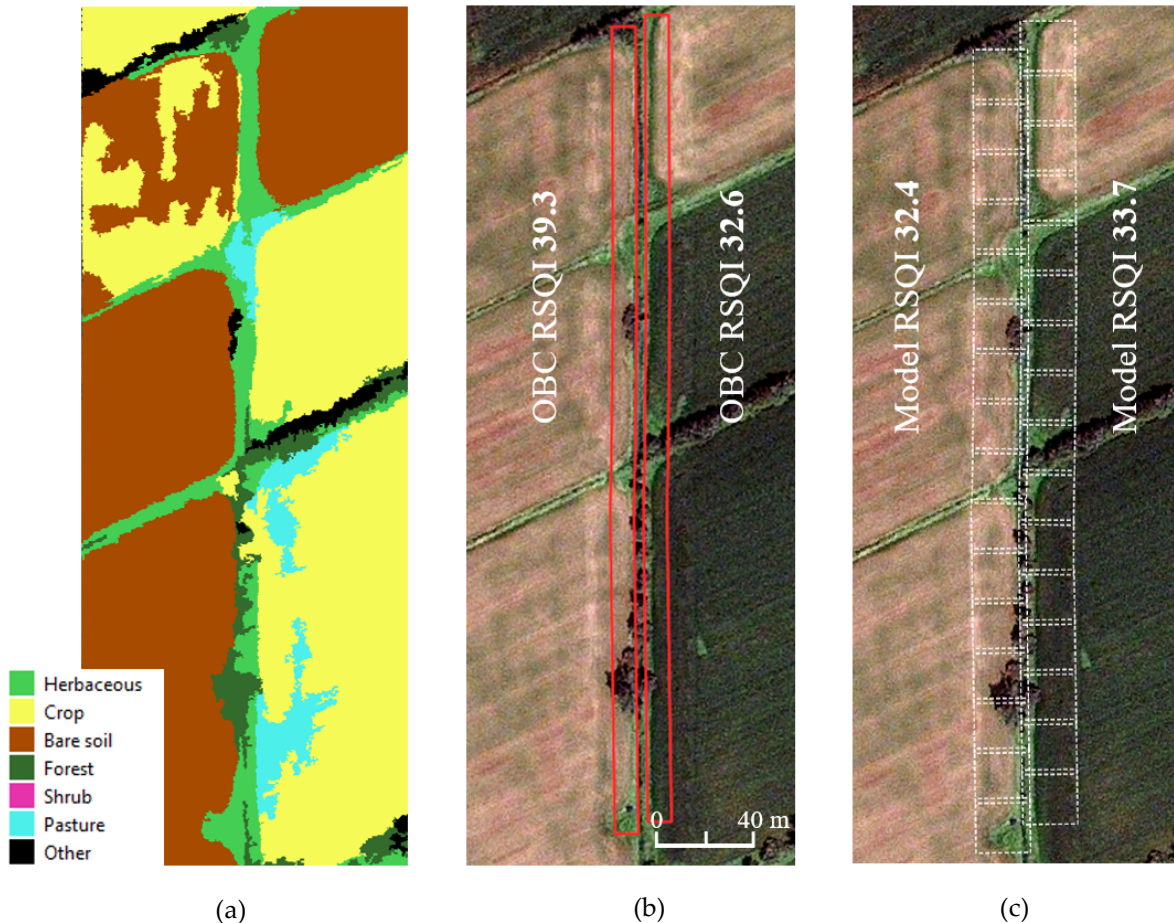 Herbaceous
Crop
Bare soil
Forest
Shrub
Pasture
Other
OBC RSQI 39.3
OBC RSQI 32.6
0 40 m
Model RSQI 32.4
Model RSQI 33.7
(a)
(b)
(c)